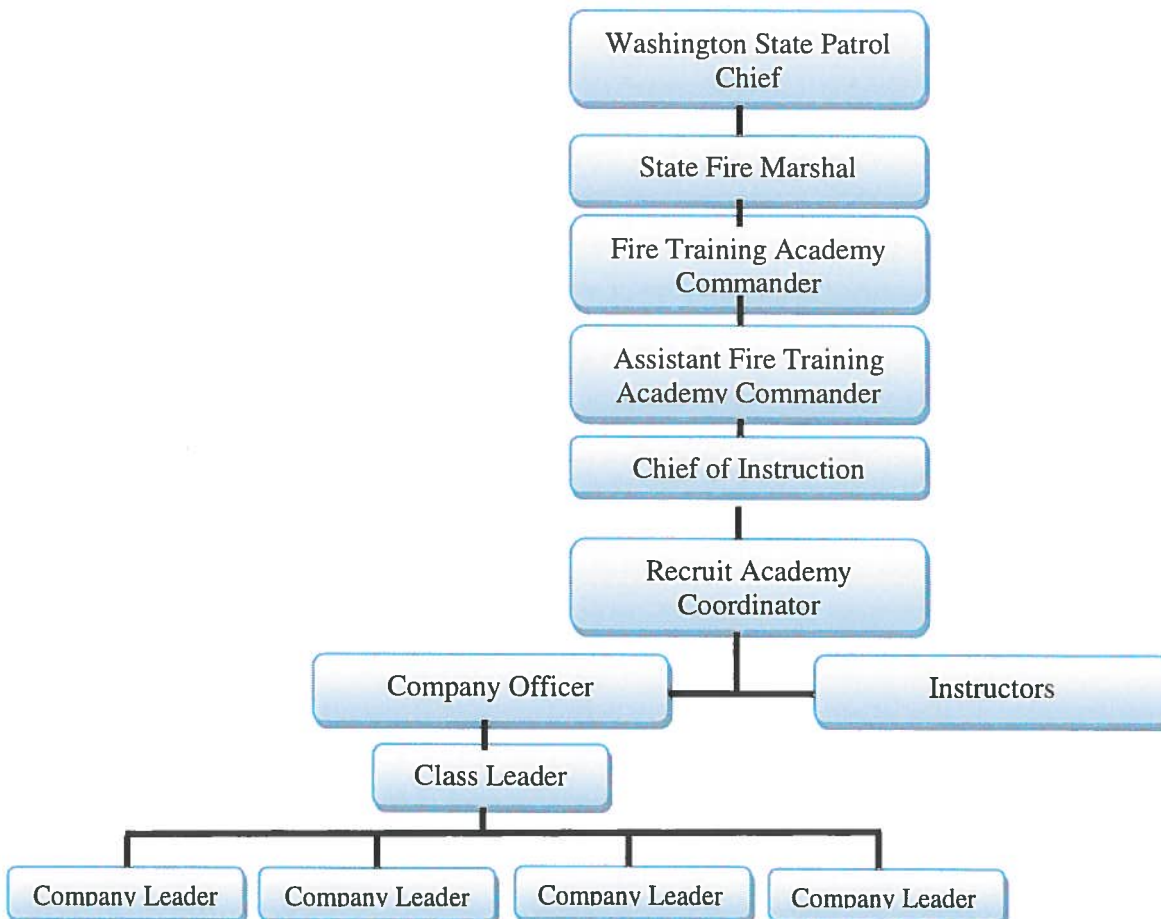 Washington State Patrol
Chief
State Fire Marshal
Fire Training Academy
Commander
Assistant Fire Training
Academy Commander
Chief of Instruction
Recruit Academy
Coordinator
Company Officer
Instructors
Class Leader
Company Leader
Company Leader
Company Leader
Company Leader